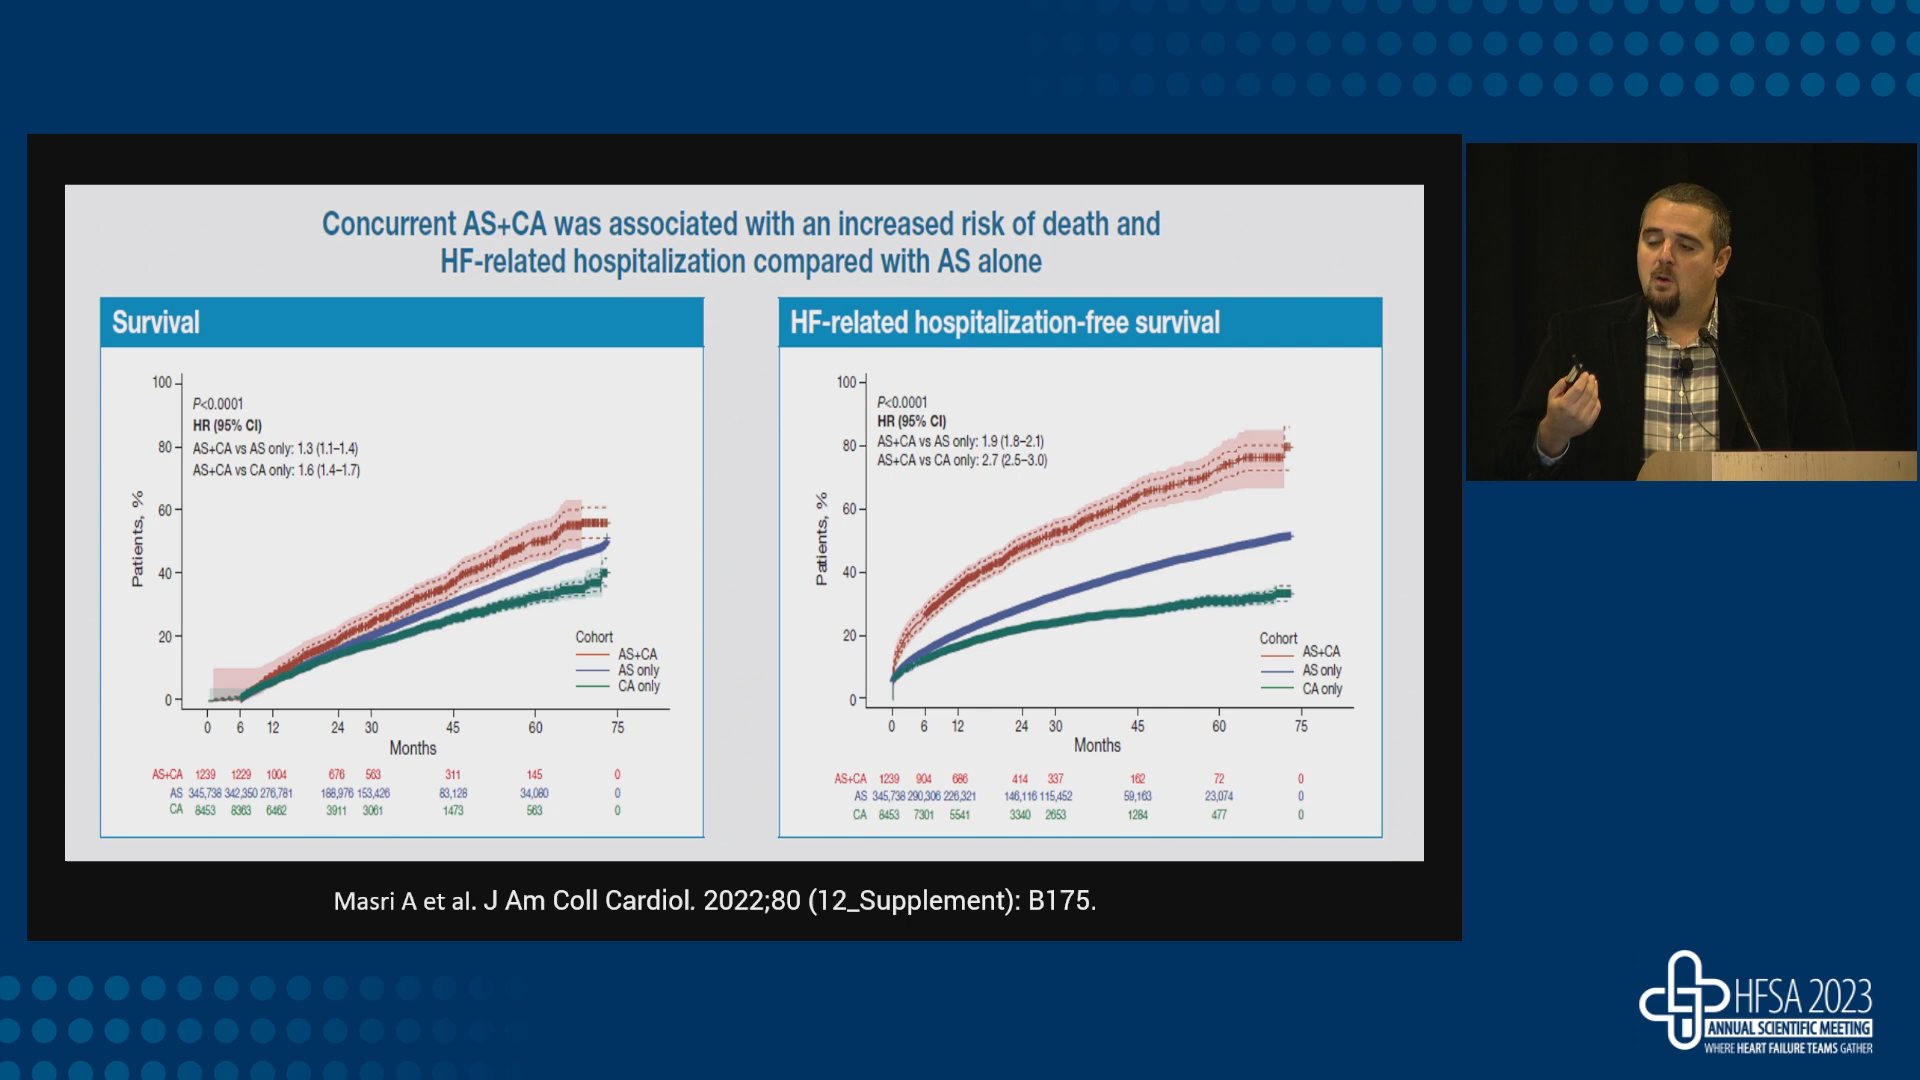 Concurrent AS+CA was associated with an increased risk of death and
HF-related hospitalization compared with AS alone
Survival
100
80
60
40
20
0
Patients, %
P<0.0001
HR (95% CI)
AS+CA vs AS only: 1.3 (1.1–1.4)
AS+CA vs CA only: 1.6 (1.4–1.7)
Cohort
AS+CA
AS only
CA only
0 6 12 24 30 45 60 75
Months
AS+CA 1239 1229 1004 676 563 311 145 0
AS 345,738 342,350 276,781 188,976 153,426 83,128 34,080 0
CA 8453 8363 6462 3911 3061 1473 563 0
HF-related hospitalization-free survival
100
80
60
40
20
0
Patients, %
P<0.0001
HR (95% CI)
AS+CA vs AS only: 1.9 (1.8–2.1)
AS+CA vs CA only: 2.7 (2.5–3.0)
Cohort
AS+CA
AS only
CA only
0 6 12 24 30 45 60 75
Months
AS+CA 1239 904 686 414 337 162 72 0
AS 345,738 290,306 226,321 146,116 115,452 59,163 23,074 0
CA 8453 7301 5541 3340 2653 1284 477 0
Masri A et al. J Am Coll Cardiol. 2022;80 (12_Supplement): B175.
HFSA 2023
ANNUAL SCIENTIFIC MEETING
WHERE HEART FAILURE TEAMS GATHER